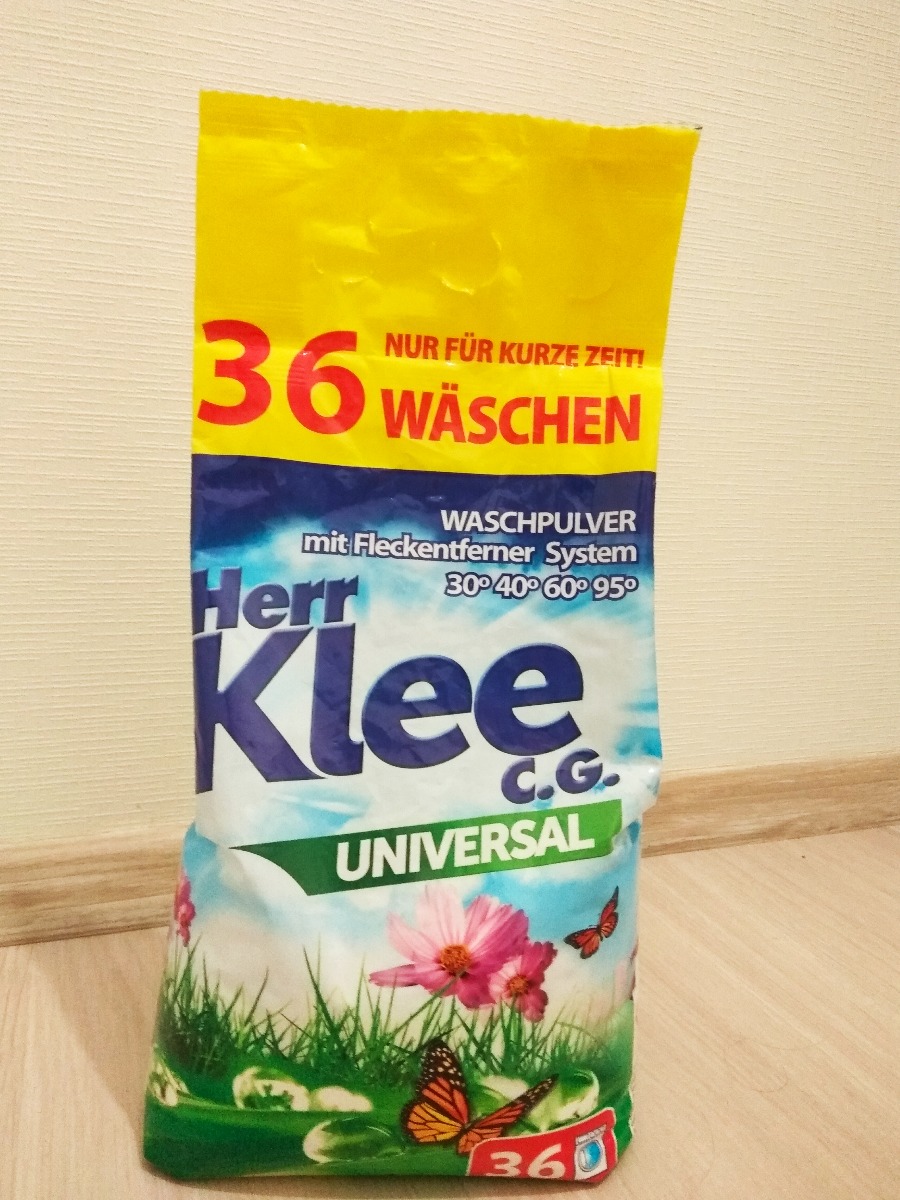 36
NUR FÜR KURZE ZEIT!
WÄSCHEN
WASCHPULVER
mit Fleckentferner System
30° 40° 60° 95°
Herr
Klee
C.G.
UNIVERSAL
36